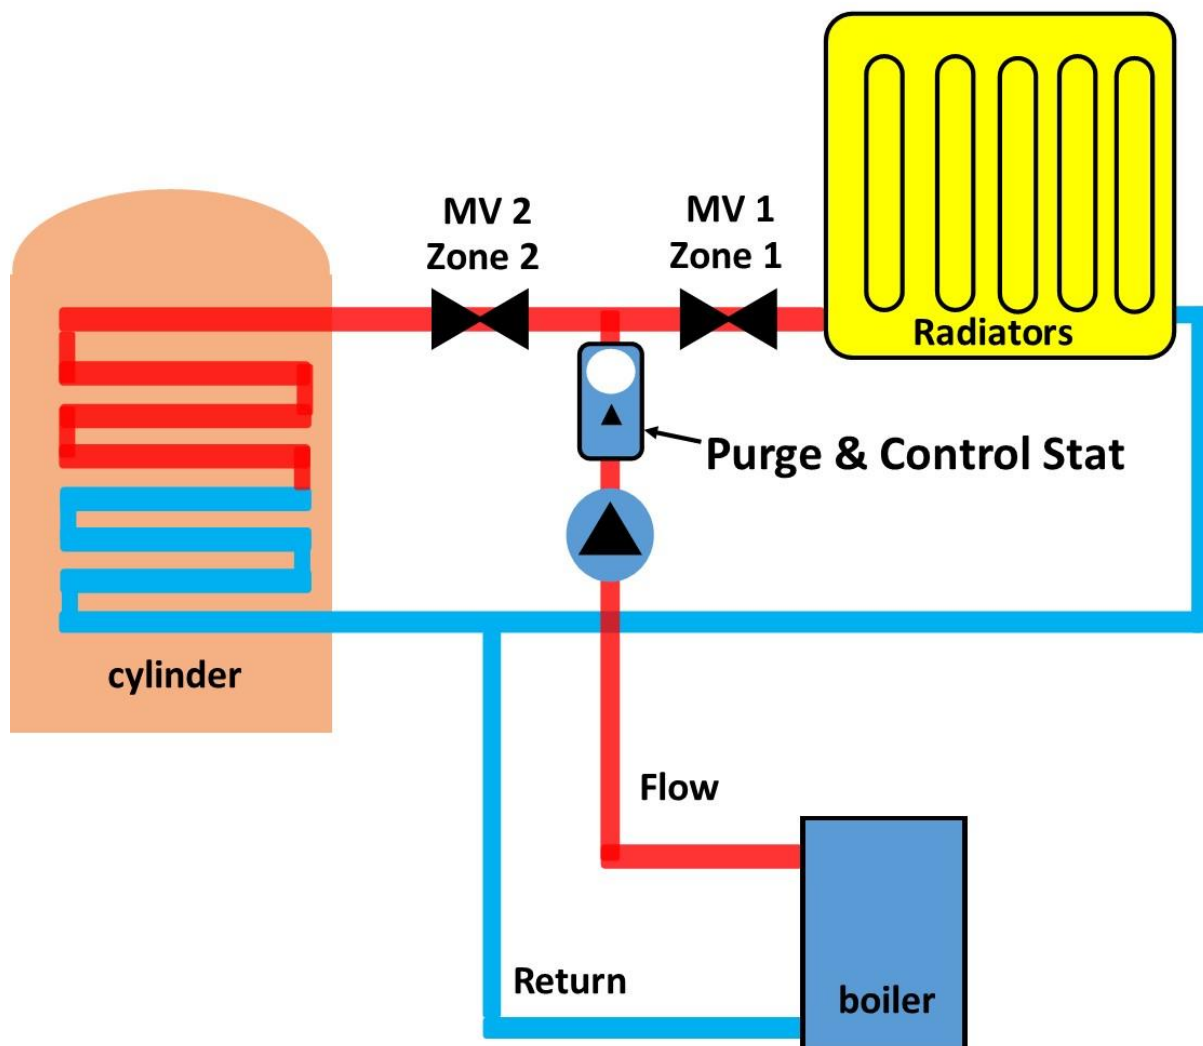 MV 2
Zone 2
MV 1
Zone 1
Radiators
Purge & Control Stat
cylinder
Flow
Return
boiler